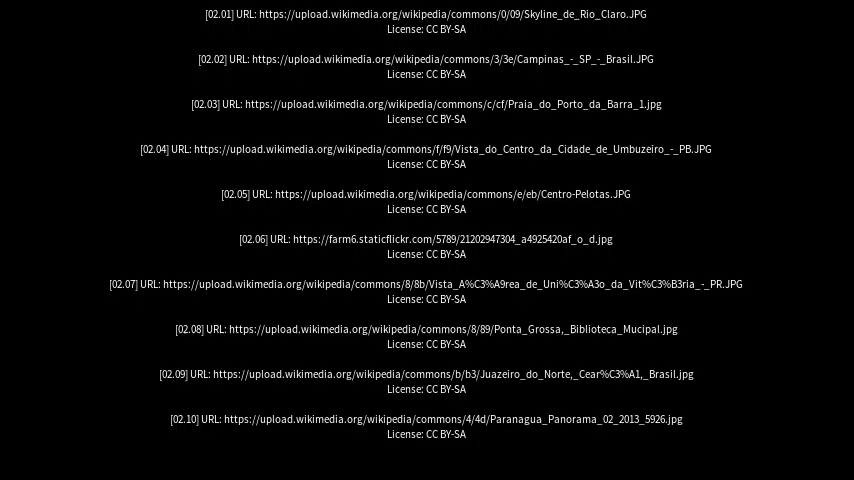 [02.01] URL: https://upload.wikimedia.org/wikipedia/commons/0/09/Skyline_de_Rio_Claro.JPG
License: CC BY-SA
[02.02] URL: https://upload.wikimedia.org/wikipedia/commons/3/3e/Campinas_-_SP_-_Brasil.JPG
License: CC BY-SA
[02.03] URL: https://upload.wikimedia.org/wikipedia/commons/c/cf/Praia_do_Porto_da_Barra_1.jpg
License: CC BY-SA
[02.04] URL: https://upload.wikimedia.org/wikipedia/commons/f/f9/Vista_do_Centro_da_Cidade_de_Umbuzeiro_-_PB.JPG
License: CC BY-SA
[02.05] URL: https://upload.wikimedia.org/wikipedia/commons/e/eb/Centro-Pelotas.JPG
License: CC BY-SA
[02.06] URL: https://farm6.staticflickr.com/5789/21202947304_a4925420af_o_d.jpg
License: CC BY-SA
[02.07] URL: https://upload.wikimedia.org/wikipedia/commons/8/8b/Vista_A%C3%A9rea_de_Uni%C3%A3o_da_Vit%C3%B3ria_-_PR.JPG
License: CC BY-SA
[02.08] URL: https://upload.wikimedia.org/wikipedia/commons/8/89/Ponta_Grossa,_Biblioteca_Mucipal.jpg
License: CC BY-SA
[02.09] URL: https://upload.wikimedia.org/wikipedia/commons/b/b3/Juazeiro_do_Norte,_Cear%C3%A1,_Brasil.jpg
License: CC BY-SA
[02.10] URL: https://upload.wikimedia.org/wikipedia/commons/4/4d/Paranagua_Panorama_02_2013_5926.jpg
License: CC BY-SA